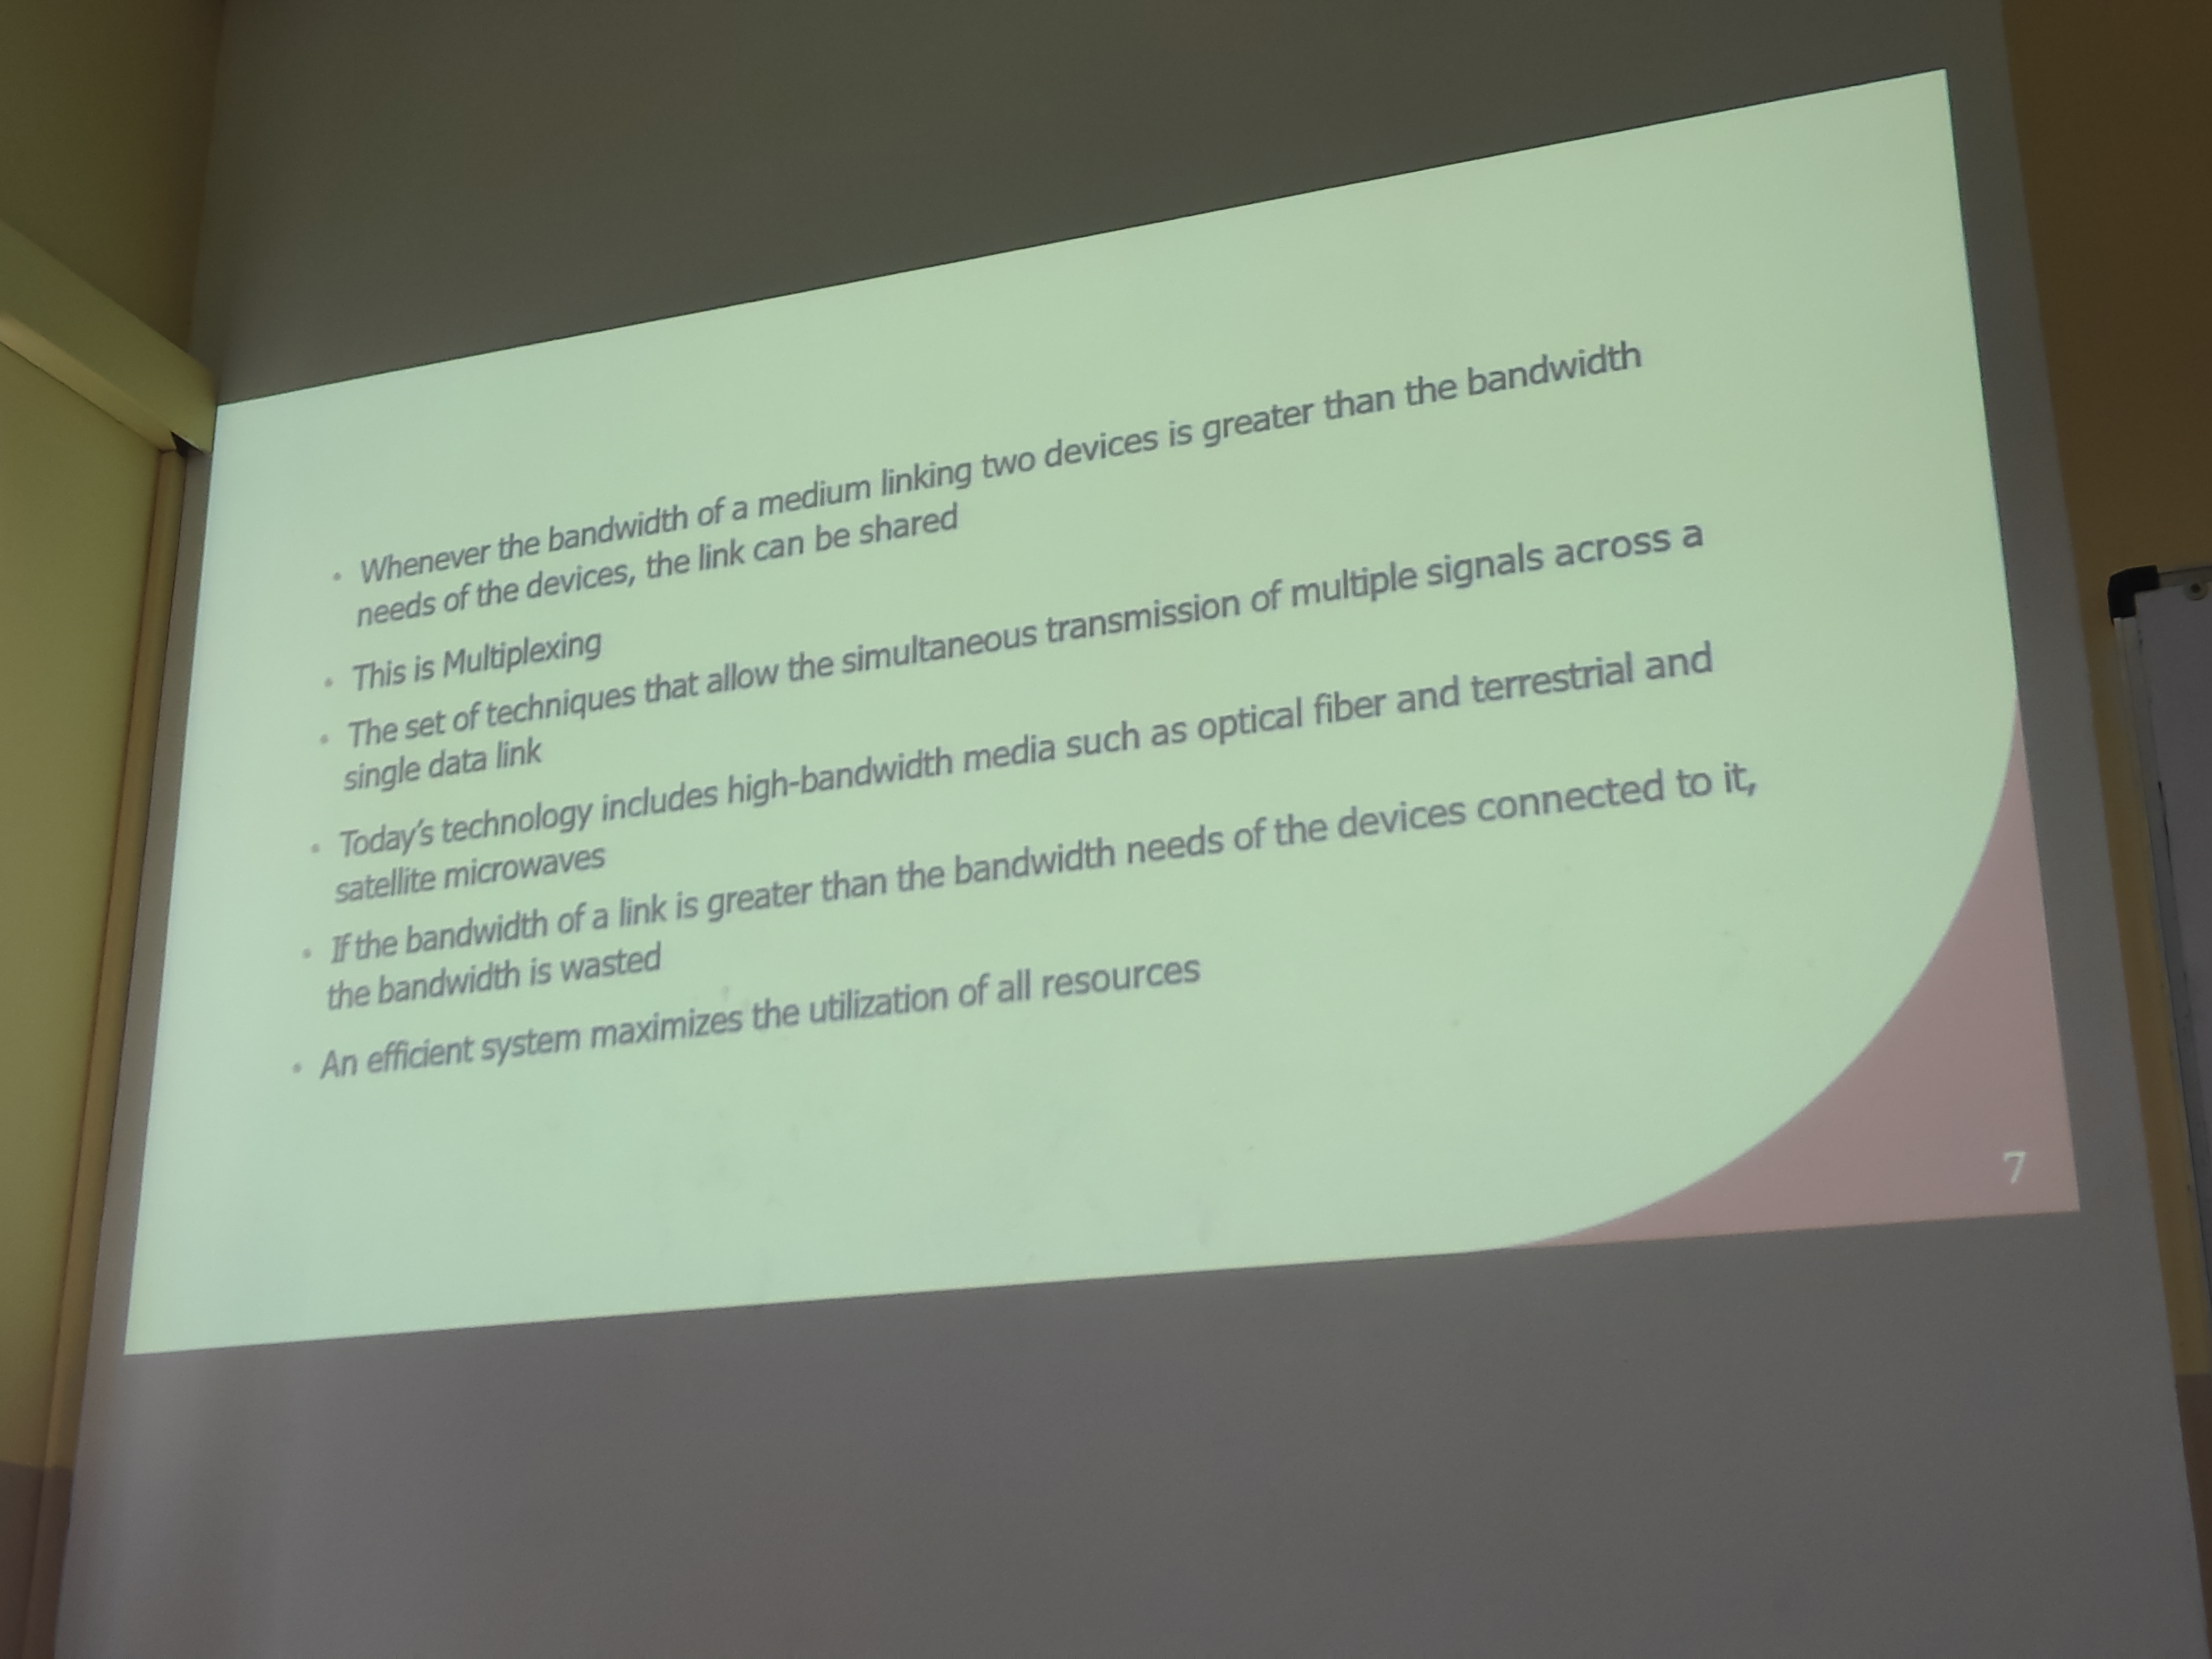 • Whenever the bandwidth of a medium linking two devices is greater than the bandwidth
needs of the devices, the link can be shared
• This is Multiplexing
• The set of techniques that allow the simultaneous transmission of multiple signals across a
single data link
• Today's technology includes high-bandwidth media such as optical fiber and terrestrial and
satellite microwaves
• If the bandwidth of a link is greater than the bandwidth needs of the devices connected to it,
the bandwidth is wasted
• An efficient system maximizes the utilization of all resources
7